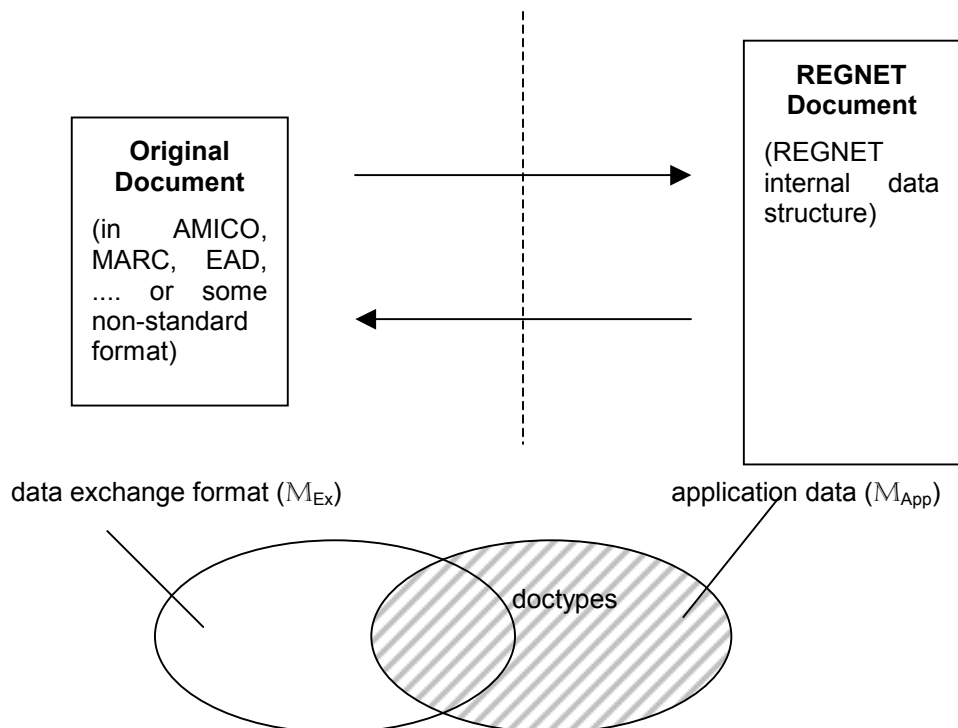 Original
Document
(in AMICO,
MARC, EAD,
.... or some
non-standard
format)
REGNET
Document
(REGNET
internal data
structure)
data exchange format (MEx)
application data (MApp)
doctypes